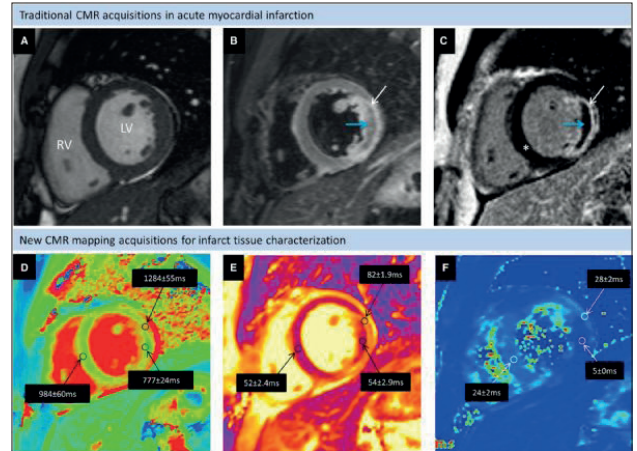 Traditional CMR acquisitions in acute myocardial infarction
A
B
C
RV
LV
*
New CMR mapping acquisitions for infarct tissue characterization
D
E
F
1284±55ms
984±60ms
777±24ms
82±1.9ms
52±2.4ms
54±2.9ms
28±2ms
5±0ms
24±2ms